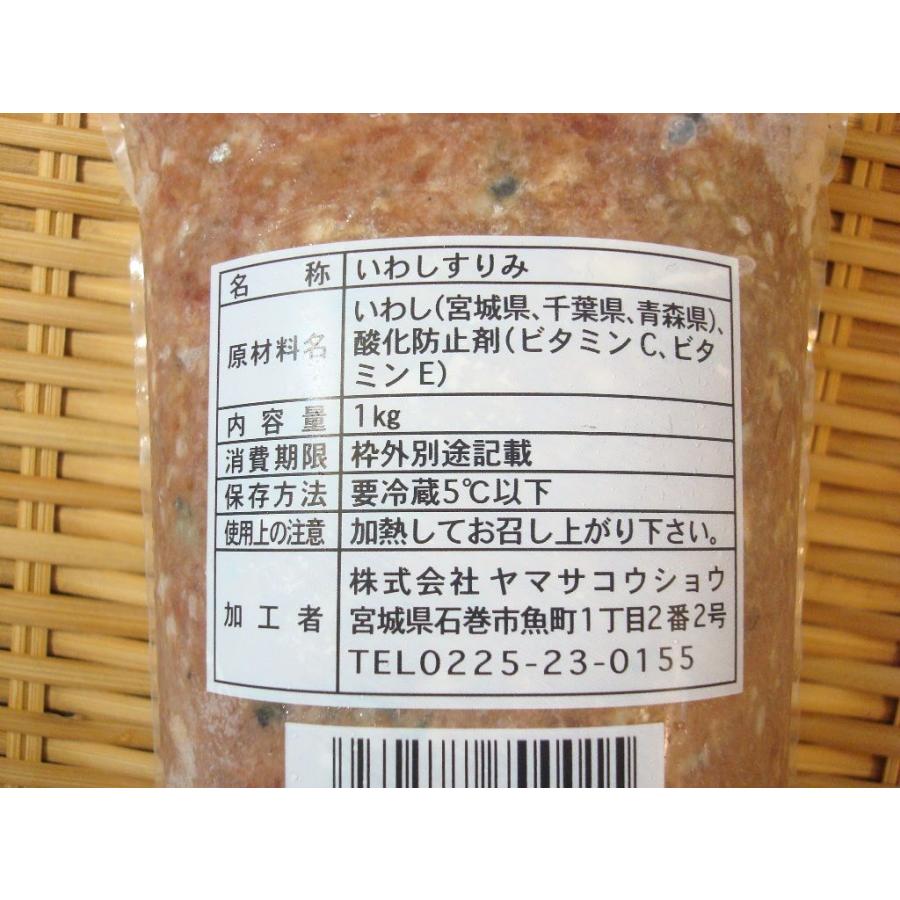 名称 いわしすりみ
原材料名 いわし(宮城県、千葉県、青森県)、
酸化防止剤(ビタミンC、ビタ
ミンE)
内容量 1kg
消費期限 枠外別途記載
保存方法 要冷蔵5℃以下
使用上の注意 加熱してお召し上がり下さい。
加工者 株式会社 ヤマサコウショウ
宮城県石巻市魚町1丁目2番2号
TEL0225-23-0155